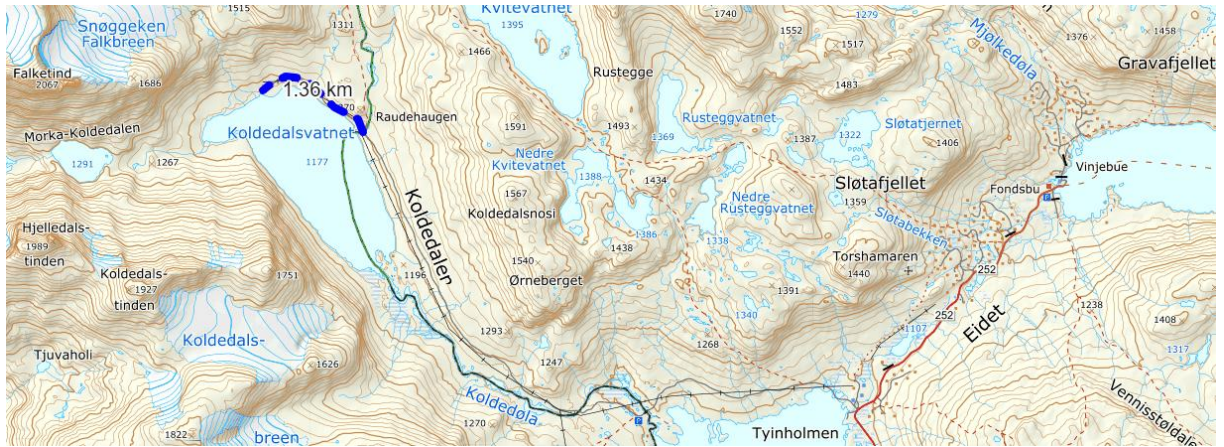 Snøggeken
Falkbreen
Falketind
2067
1686
1311
Kvitevatnet
1395
1466
Rustegge
1740
1552
1517
1483
1279
Mjølkedøla
1376
1458
Gravafjellet
1.36 km
1270
Raudehaugen
Koldedalsvatnet
1177
Morka-Koldedalen
1291
1267
1591
1493
1369
Rusteggvatnet
1387
1322
Sløtatjernet
1406
Vinjebue
Nedre
Kvitevatnet
1388
1434
Fondsbu
Sløtafjellet
1359
1567
Koldedalsnosi
Koldedalen
Nedre
Rusteggvatnet
Sløtabekken
1386
1338
1438
Torshamaren
1440
252
Hjelledals-
1989
tinden
Koldedals-
1927
tinden
1751
1196
1540
Ørneberget
1391
1238
1340
252
Eidet
1408
1107
1317
Koldedals-
breen
1293
1268
Tjuvaholi
1626
1247
Koldedøla
1270
1822
Tyinholmen
Vennisstøldale